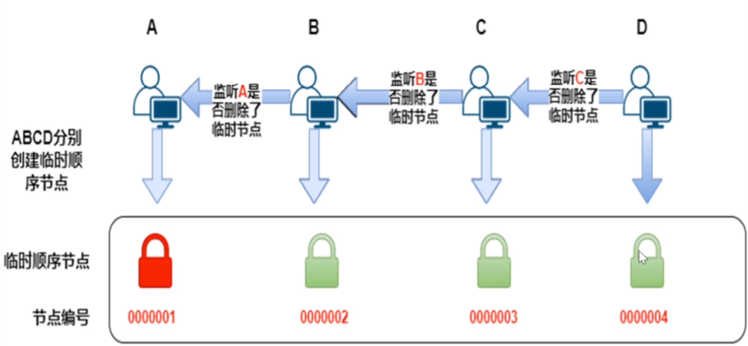 A
B
C
D
监听A是
否删除了
临时节点
监听B是
否删除了
临时节点
监听C是
否删除了
临时节点
ABCD分别
创建临时顺
序节点
临时顺序节点
节点编号
0000001
0000002
0000003
0000004